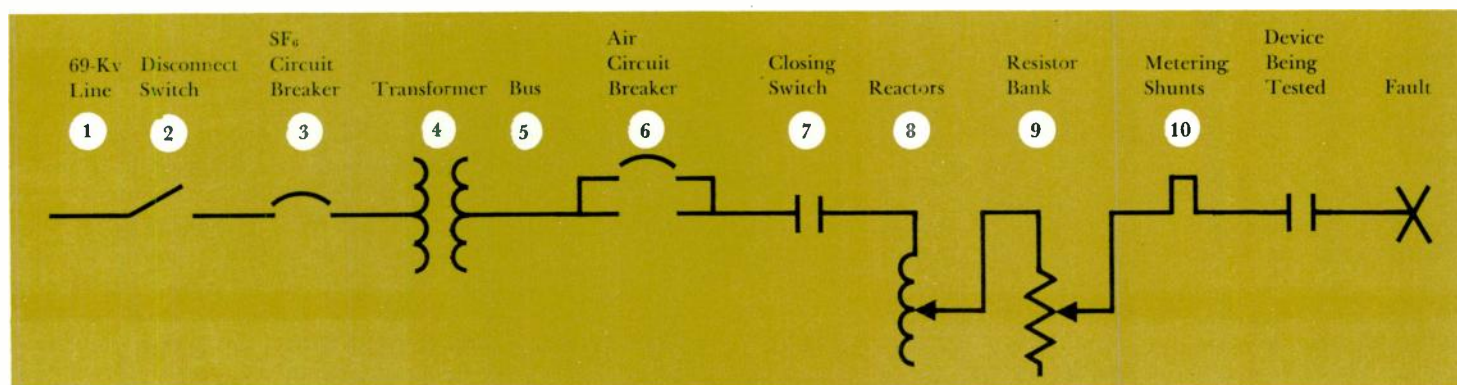 69-Kv
Line
1
Disconnect
Switch
2
SF₆
Circuit
Breaker
3
Transformer
4
Bus
5
Air
Circuit
Breaker
6
Closing
Switch
7
Reactors
8
Resistor
Bank
9
Metering
Shunts
10
Device
Being
Tested
Fault